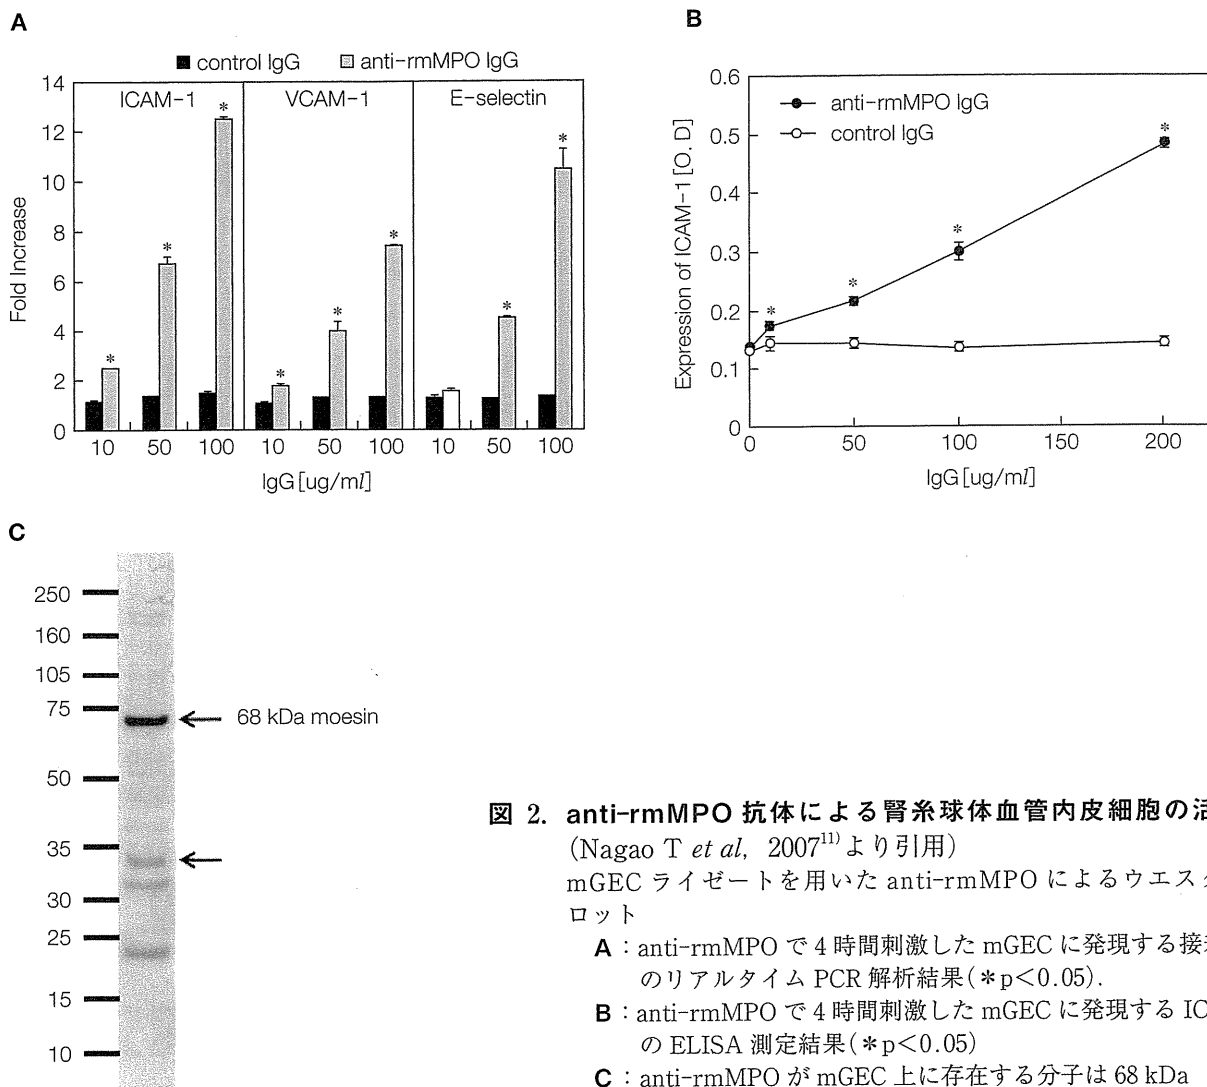 A
control IgG anti-rmMPO IgG
14
12
10
8
6
4
2
0
Fold Increase
ICAM-1 VCAM-1 E-selectin
* * * * * * * *
10 50 100 10 50 100 10 50 100
IgG[ug/ml]
B
0.6
0.5
0.4
0.3
0.2
0.1
0
Expression of ICAM-1[O. D]
anti-rmMPO IgG
control IgG
* * * * *
0 50 100 150 200
IgG[ug/ml]
C
250
160
105
75
68 kDa moesin
50
35
30
25
15
10
図 2. anti-rmMPO 抗体による腎糸球体血管内皮細胞の活
(Nagao T et al, 2007¹¹⁾より引用)
mGEC ライゼートを用いた anti-rmMPO によるウエス
ロット
A：anti-rmMPO で 4 時間刺激した mGEC に発現する接
のリアルタイム PCR 解析結果(*p<0.05).
B：anti-rmMPO で 4 時間刺激した mGEC に発現する IC
の ELISA 測定結果(*p<0.05)
C：anti-rmMPO が mGEC 上に存在する分子は 68 kDa